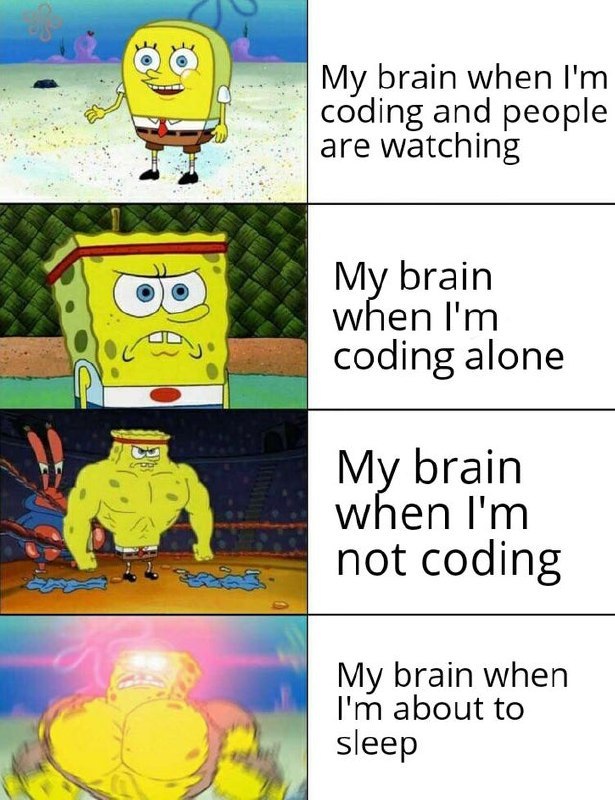 My brain when I'm
coding and people
are watching
My brain
when I'm
coding alone
My brain
when I'm
not coding
My brain when
I'm about to
sleep